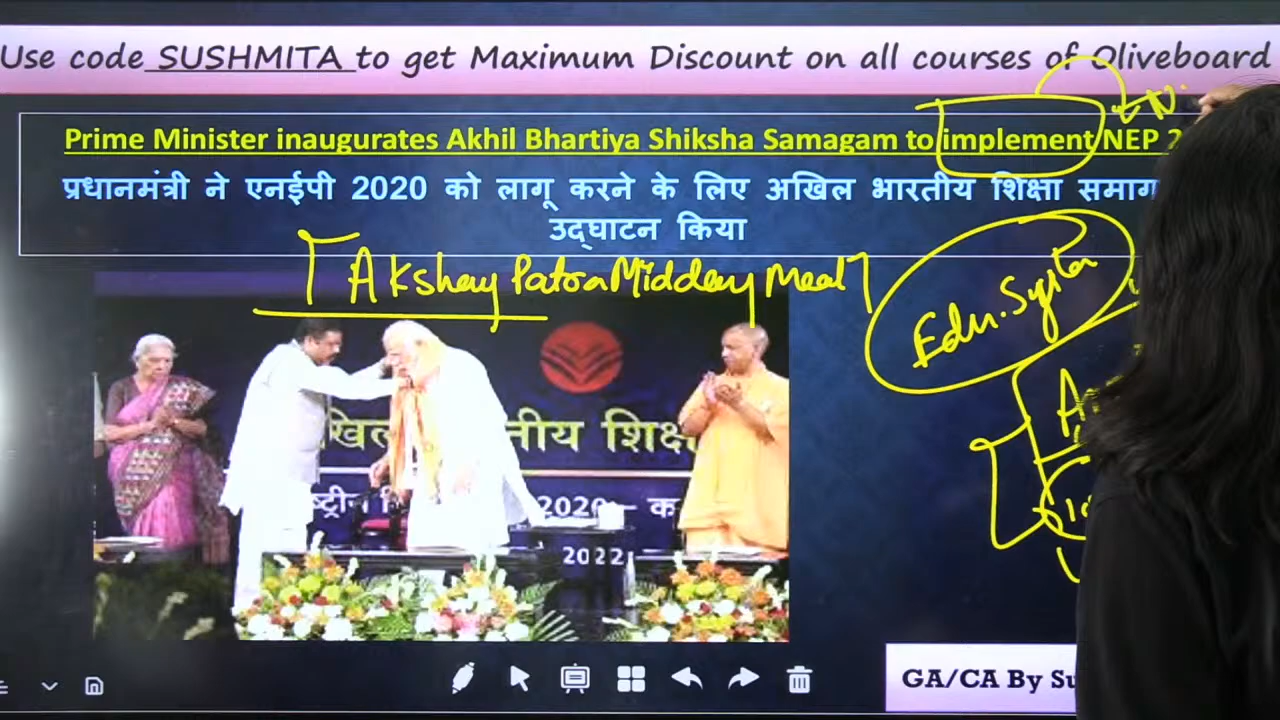 Use code SUSHMITA to get Maximum Discount on all courses of Oliveboard
Prime Minister inaugurates Akhil Bhartiya Shiksha Samagam to implement NEP 2
प्रधानमंत्री ने एनईपी 2020 को लागू करने के लिए अखिल भारतीय शिक्षा समाग
उद्घाटन किया
Akshay Patra Midday Meal
Edu. System
शिक्षा
2020
2022
GA/CA By Su